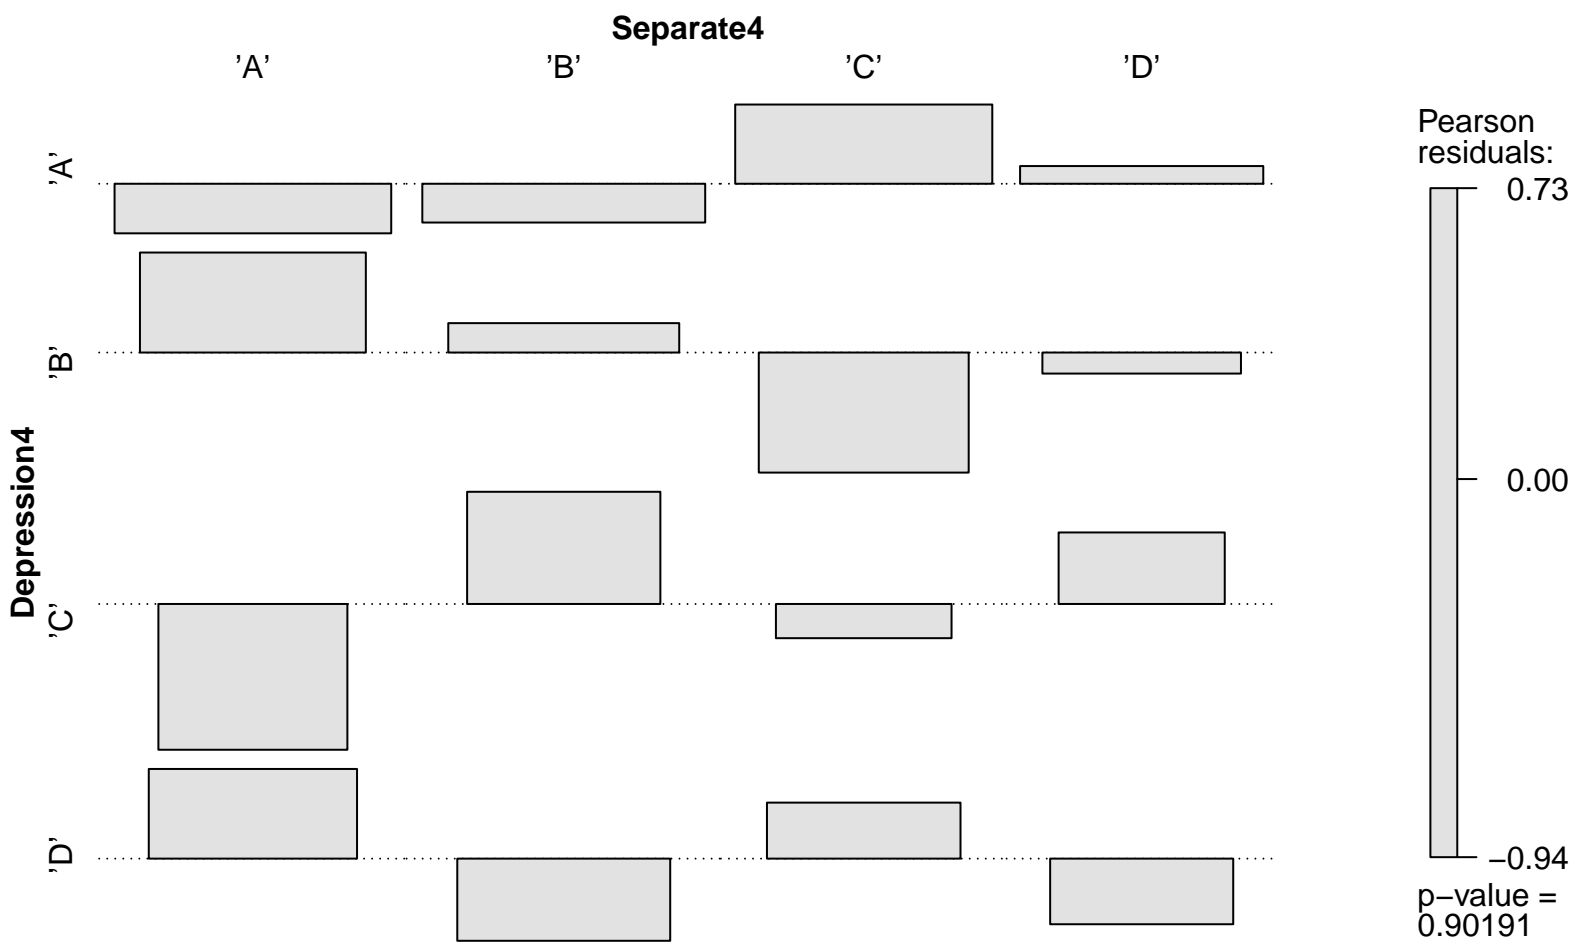 Separate4
’A’ ’B’ ’C’ ’D’
Depression4
’A’
’B’
’C’
’D’
Pearson
residuals:
0.73
0.00
−0.94
p−value =
0.90191